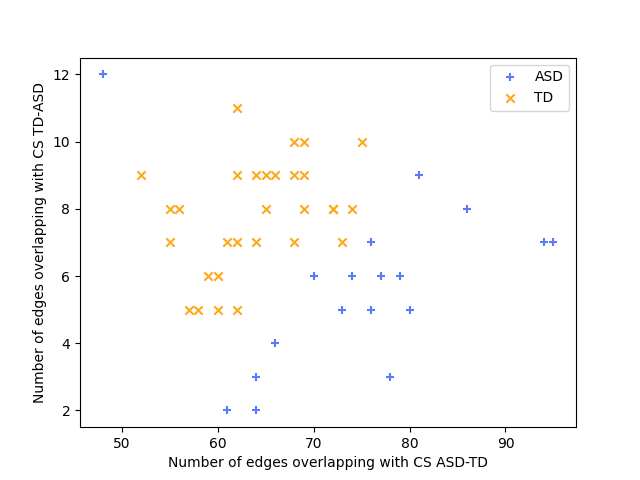 ASD
TD
Number of edges overlapping with CS TD-ASD
12
10
8
6
4
2
50
60
70
80
90
Number of edges overlapping with CS ASD-TD